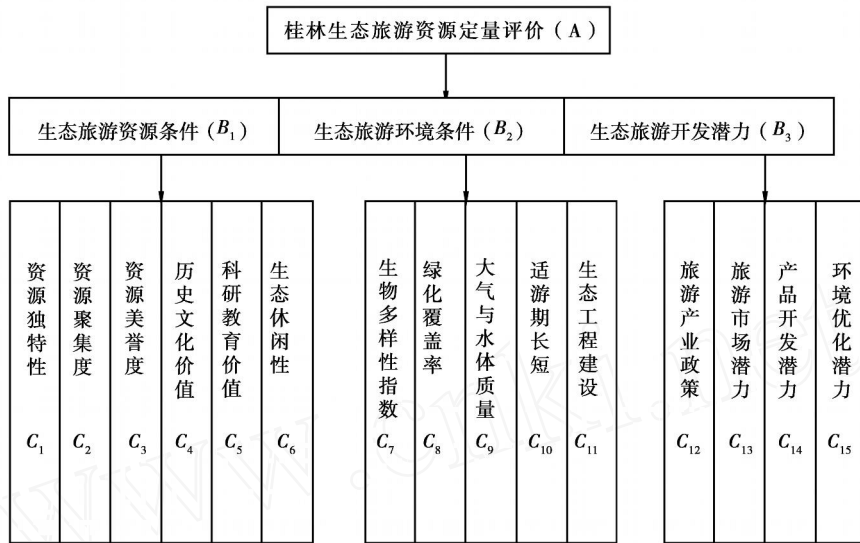 桂林生态旅游资源定量评价(A)
生态旅游资源条件(B₁)
生态旅游环境条件(B₂)
生态旅游开发潜力(B₃)
资源独特性 C₁
资源聚集度 C₂
资源美誉度 C₃
历史文化价值 C₄
科研教育价值 C₅
生态休闲性 C₆
生物多样性指数 C₇
绿化覆盖率 C₈
大气与水体质量 C₉
适游期长短 C₁₀
生态工程建设 C₁₁
旅游产业政策 C₁₂
旅游市场潜力 C₁₃
产品开发潜力 C₁₄
环境优化潜力 C₁₅
www.cnki.net